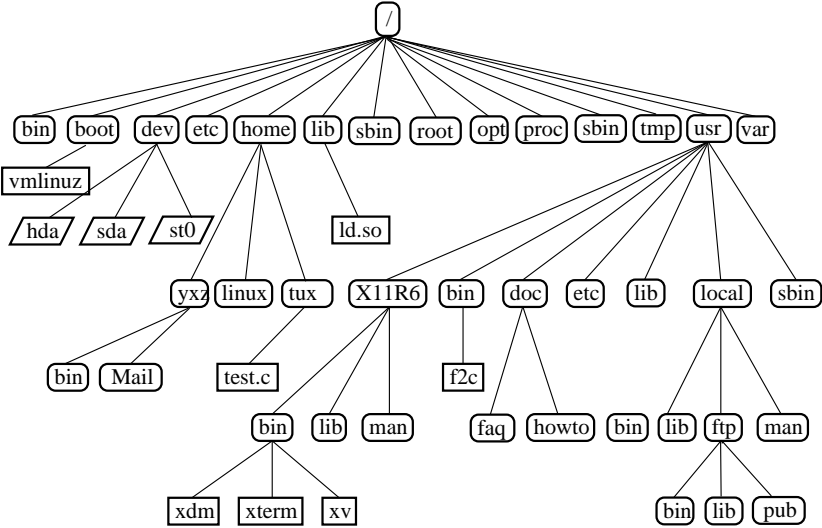 /
bin boot dev etc home lib sbin root opt proc sbin tmp usr var
vmlinuz
hda sda st0 ld.so
yxz linux tux X11R6 bin doc etc lib local sbin
bin Mail test.c f2c
bin lib man faq howto bin lib ftp man
xdm xterm xv bin lib pub